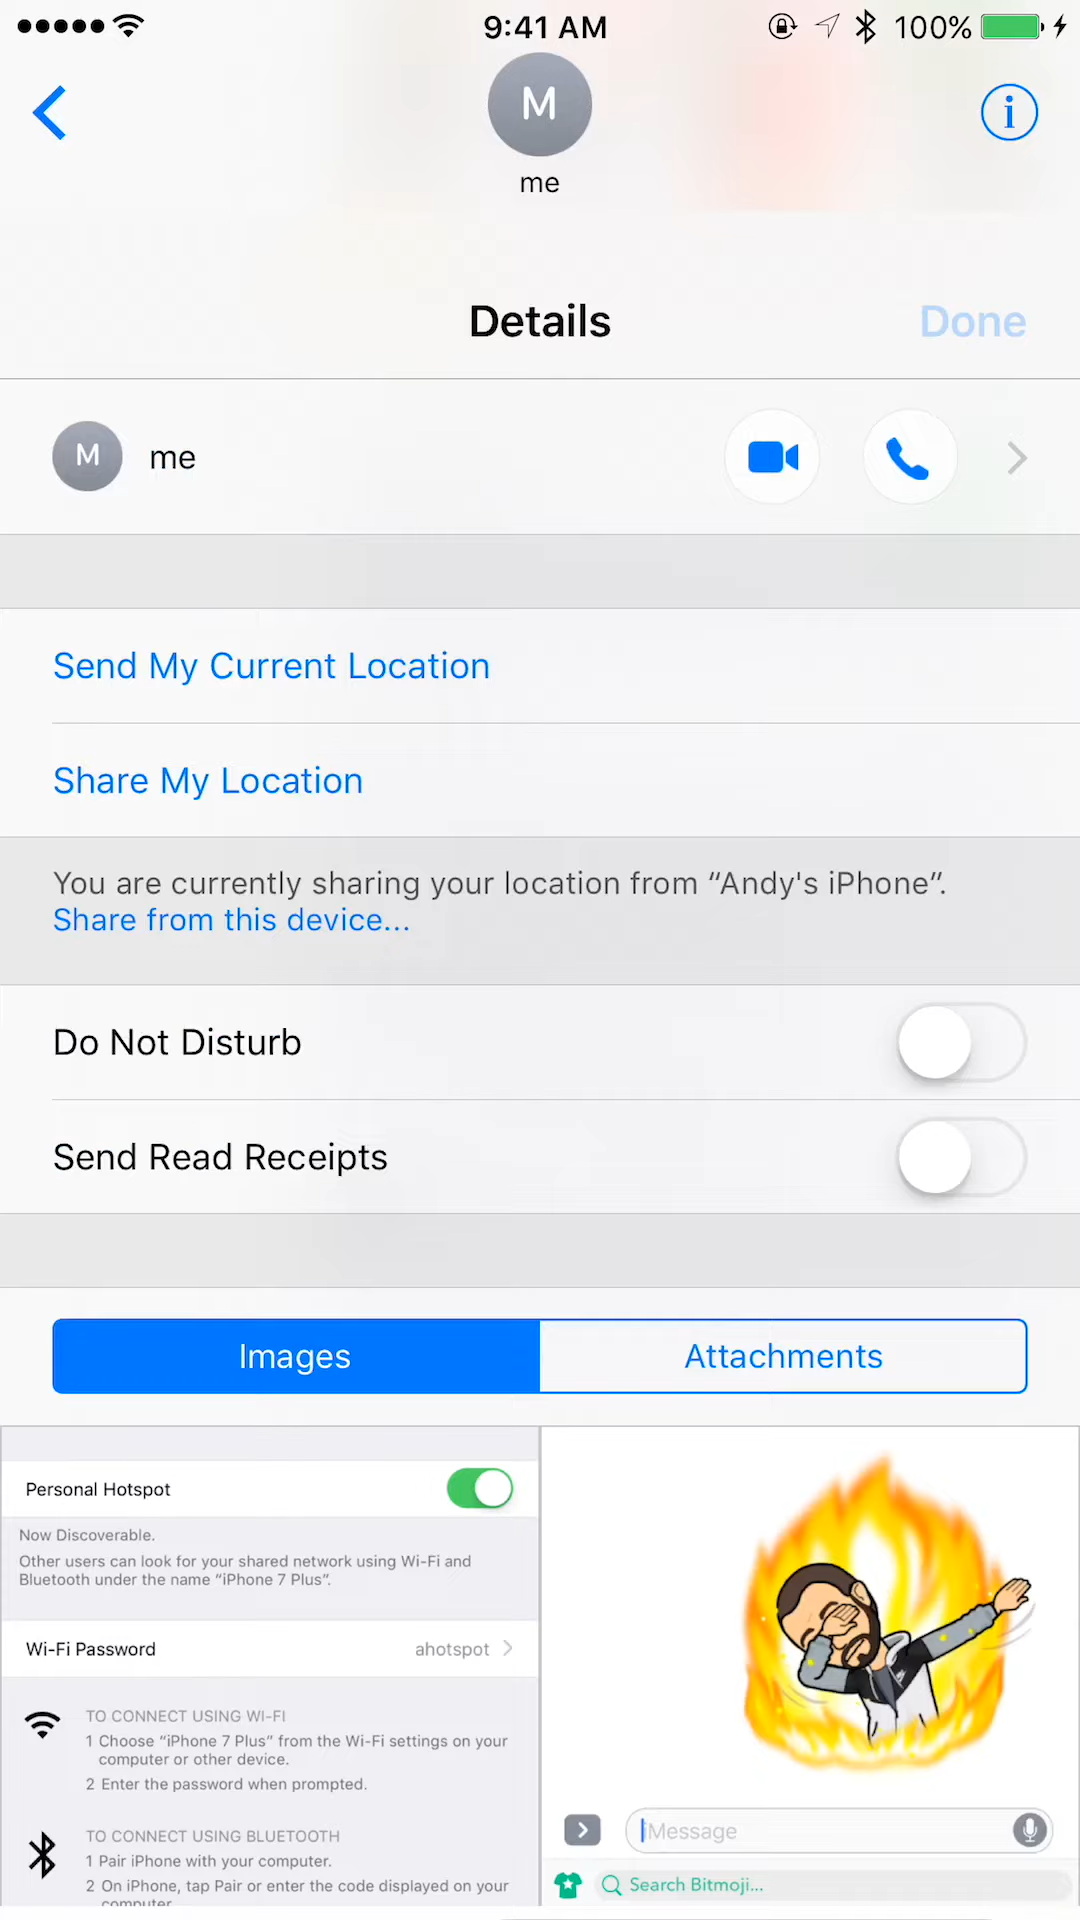 9:41 AM
100%
M
me
Details
Done
M
me
Send My Current Location
Share My Location
You are currently sharing your location from “Andy's iPhone”.
Share from this device...
Do Not Disturb
Send Read Receipts
Images
Attachments
Personal Hotspot
Now Discoverable.
Other users can look for your shared network using Wi-Fi and
Bluetooth under the name “iPhone 7 Plus”.
Wi-Fi Password
ahotspot
TO CONNECT USING WI-FI
1 Choose “iPhone 7 Plus” from the Wi-Fi settings on your
computer or other device.
2 Enter the password when prompted.
TO CONNECT USING BLUETOOTH
1 Pair iPhone with your computer.
2 On iPhone, tap Pair or enter the code displayed on your
computer.
iMessage
Search Bitmoji...